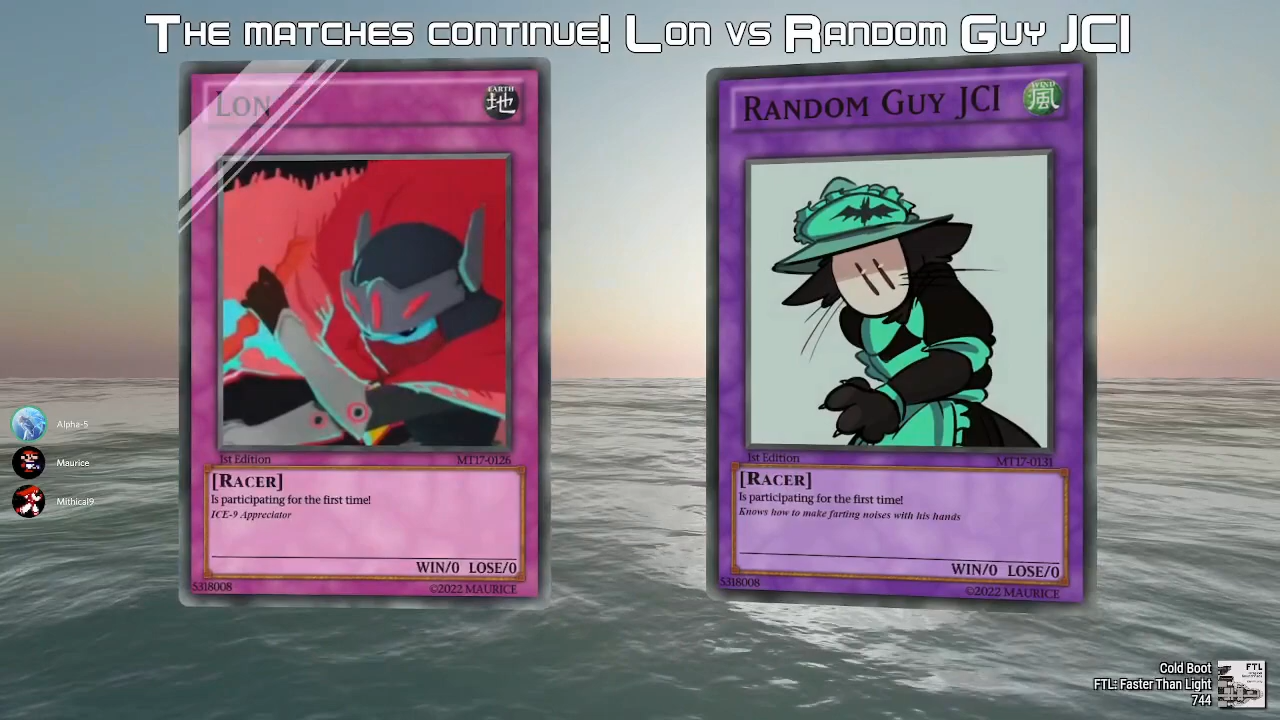 The matches continue! Lon vs Random Guy JCI
Lon
EARTH
地
Random Guy JCI
WIND
風
Alpha-5
Maurice
Mithical9
1st Edition
MT17-0126
[Racer]
Is participating for the first time!
ICE-9 Appreciator
WIN/0 LOSE/0
5318008
©2022 MAURICE
1st Edition
MT17-0131
[Racer]
Is participating for the first time!
Knows how to make farting noises with his hands
WIN/0 LOSE/0
5318008
©2022 MAURICE
Cold Boot
FTL: Faster Than Light
744
FTL